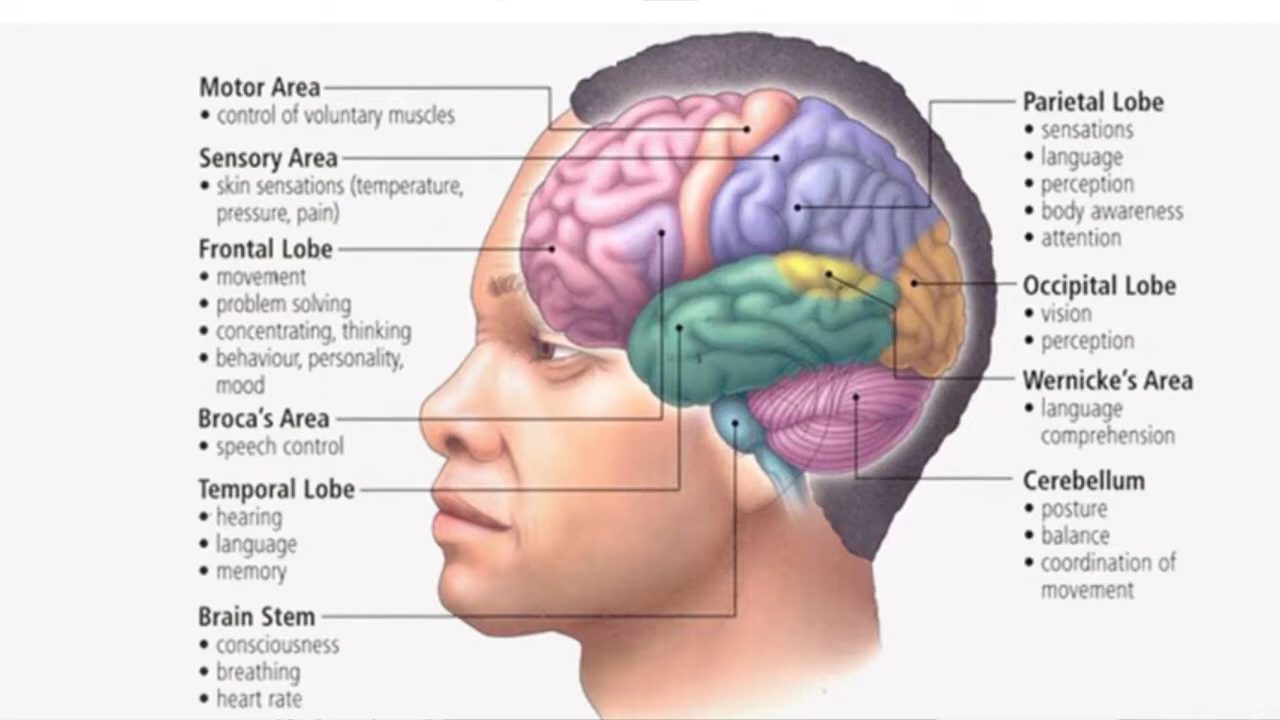 Motor Area
• control of voluntary muscles
Sensory Area
• skin sensations (temperature,
pressure, pain)
Frontal Lobe
• movement
• problem solving
• concentrating, thinking
• behaviour, personality,
mood
Broca's Area
• speech control
Temporal Lobe
• hearing
• language
• memory
Brain Stem
• consciousness
• breathing
• heart rate
Parietal Lobe
• sensations
• language
• perception
• body awareness
• attention
Occipital Lobe
• vision
• perception
Wernicke's Area
• language
comprehension
Cerebellum
• posture
• balance
• coordination of
movement